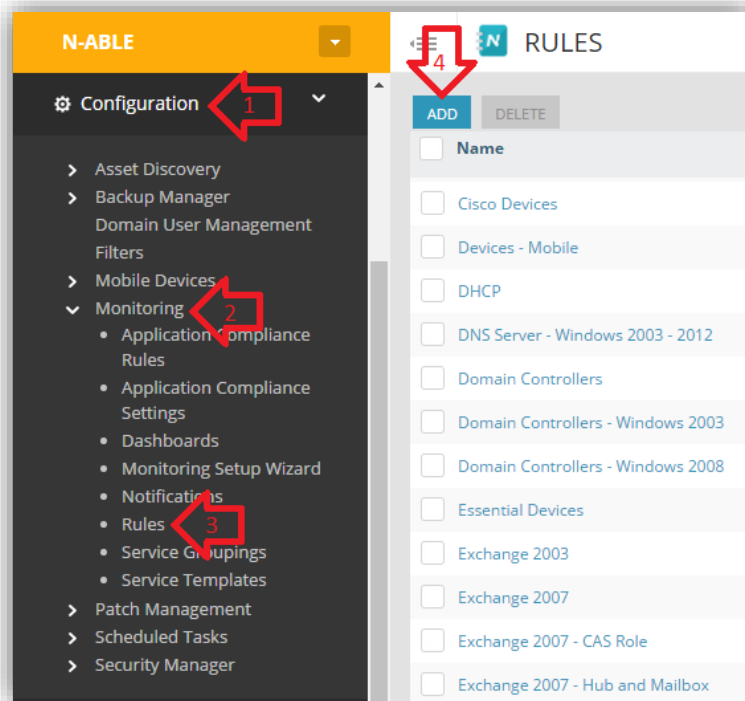 N-ABLE
Configuration
1
Asset Discovery
Backup Manager
Domain User Management
Filters
Mobile Devices
Monitoring
2
Application Compliance
Rules
Application Compliance
Settings
Dashboards
Monitoring Setup Wizard
Notifications
Rules
3
Service Groupings
Service Templates
Patch Management
Scheduled Tasks
Security Manager
N
RULES
4
ADD
DELETE
Name
Cisco Devices
Devices - Mobile
DHCP
DNS Server - Windows 2003 - 2012
Domain Controllers
Domain Controllers - Windows 2003
Domain Controllers - Windows 2008
Essential Devices
Exchange 2003
Exchange 2007
Exchange 2007 - CAS Role
Exchange 2007 - Hub and Mailbox